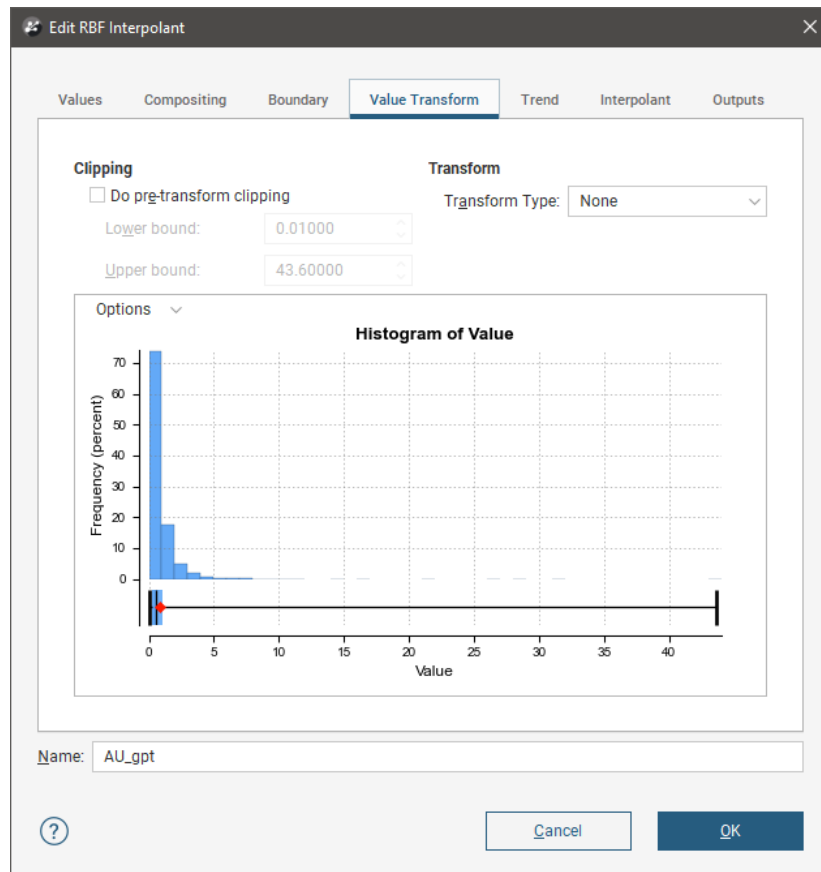 Edit RBF Interpolant
Values Compositing Boundary Value Transform Trend Interpolant Outputs
Clipping Transform
Do pre-transform clipping
Transform Type: None
Lower bound: 0.01000
Upper bound: 43.60000
Options
Histogram of Value
70
60
50
40
30
20
10
0
Frequency (percent)
0 5 10 15 20 25 30 35 40
Value
Name: AU_gpt
? Cancel OK